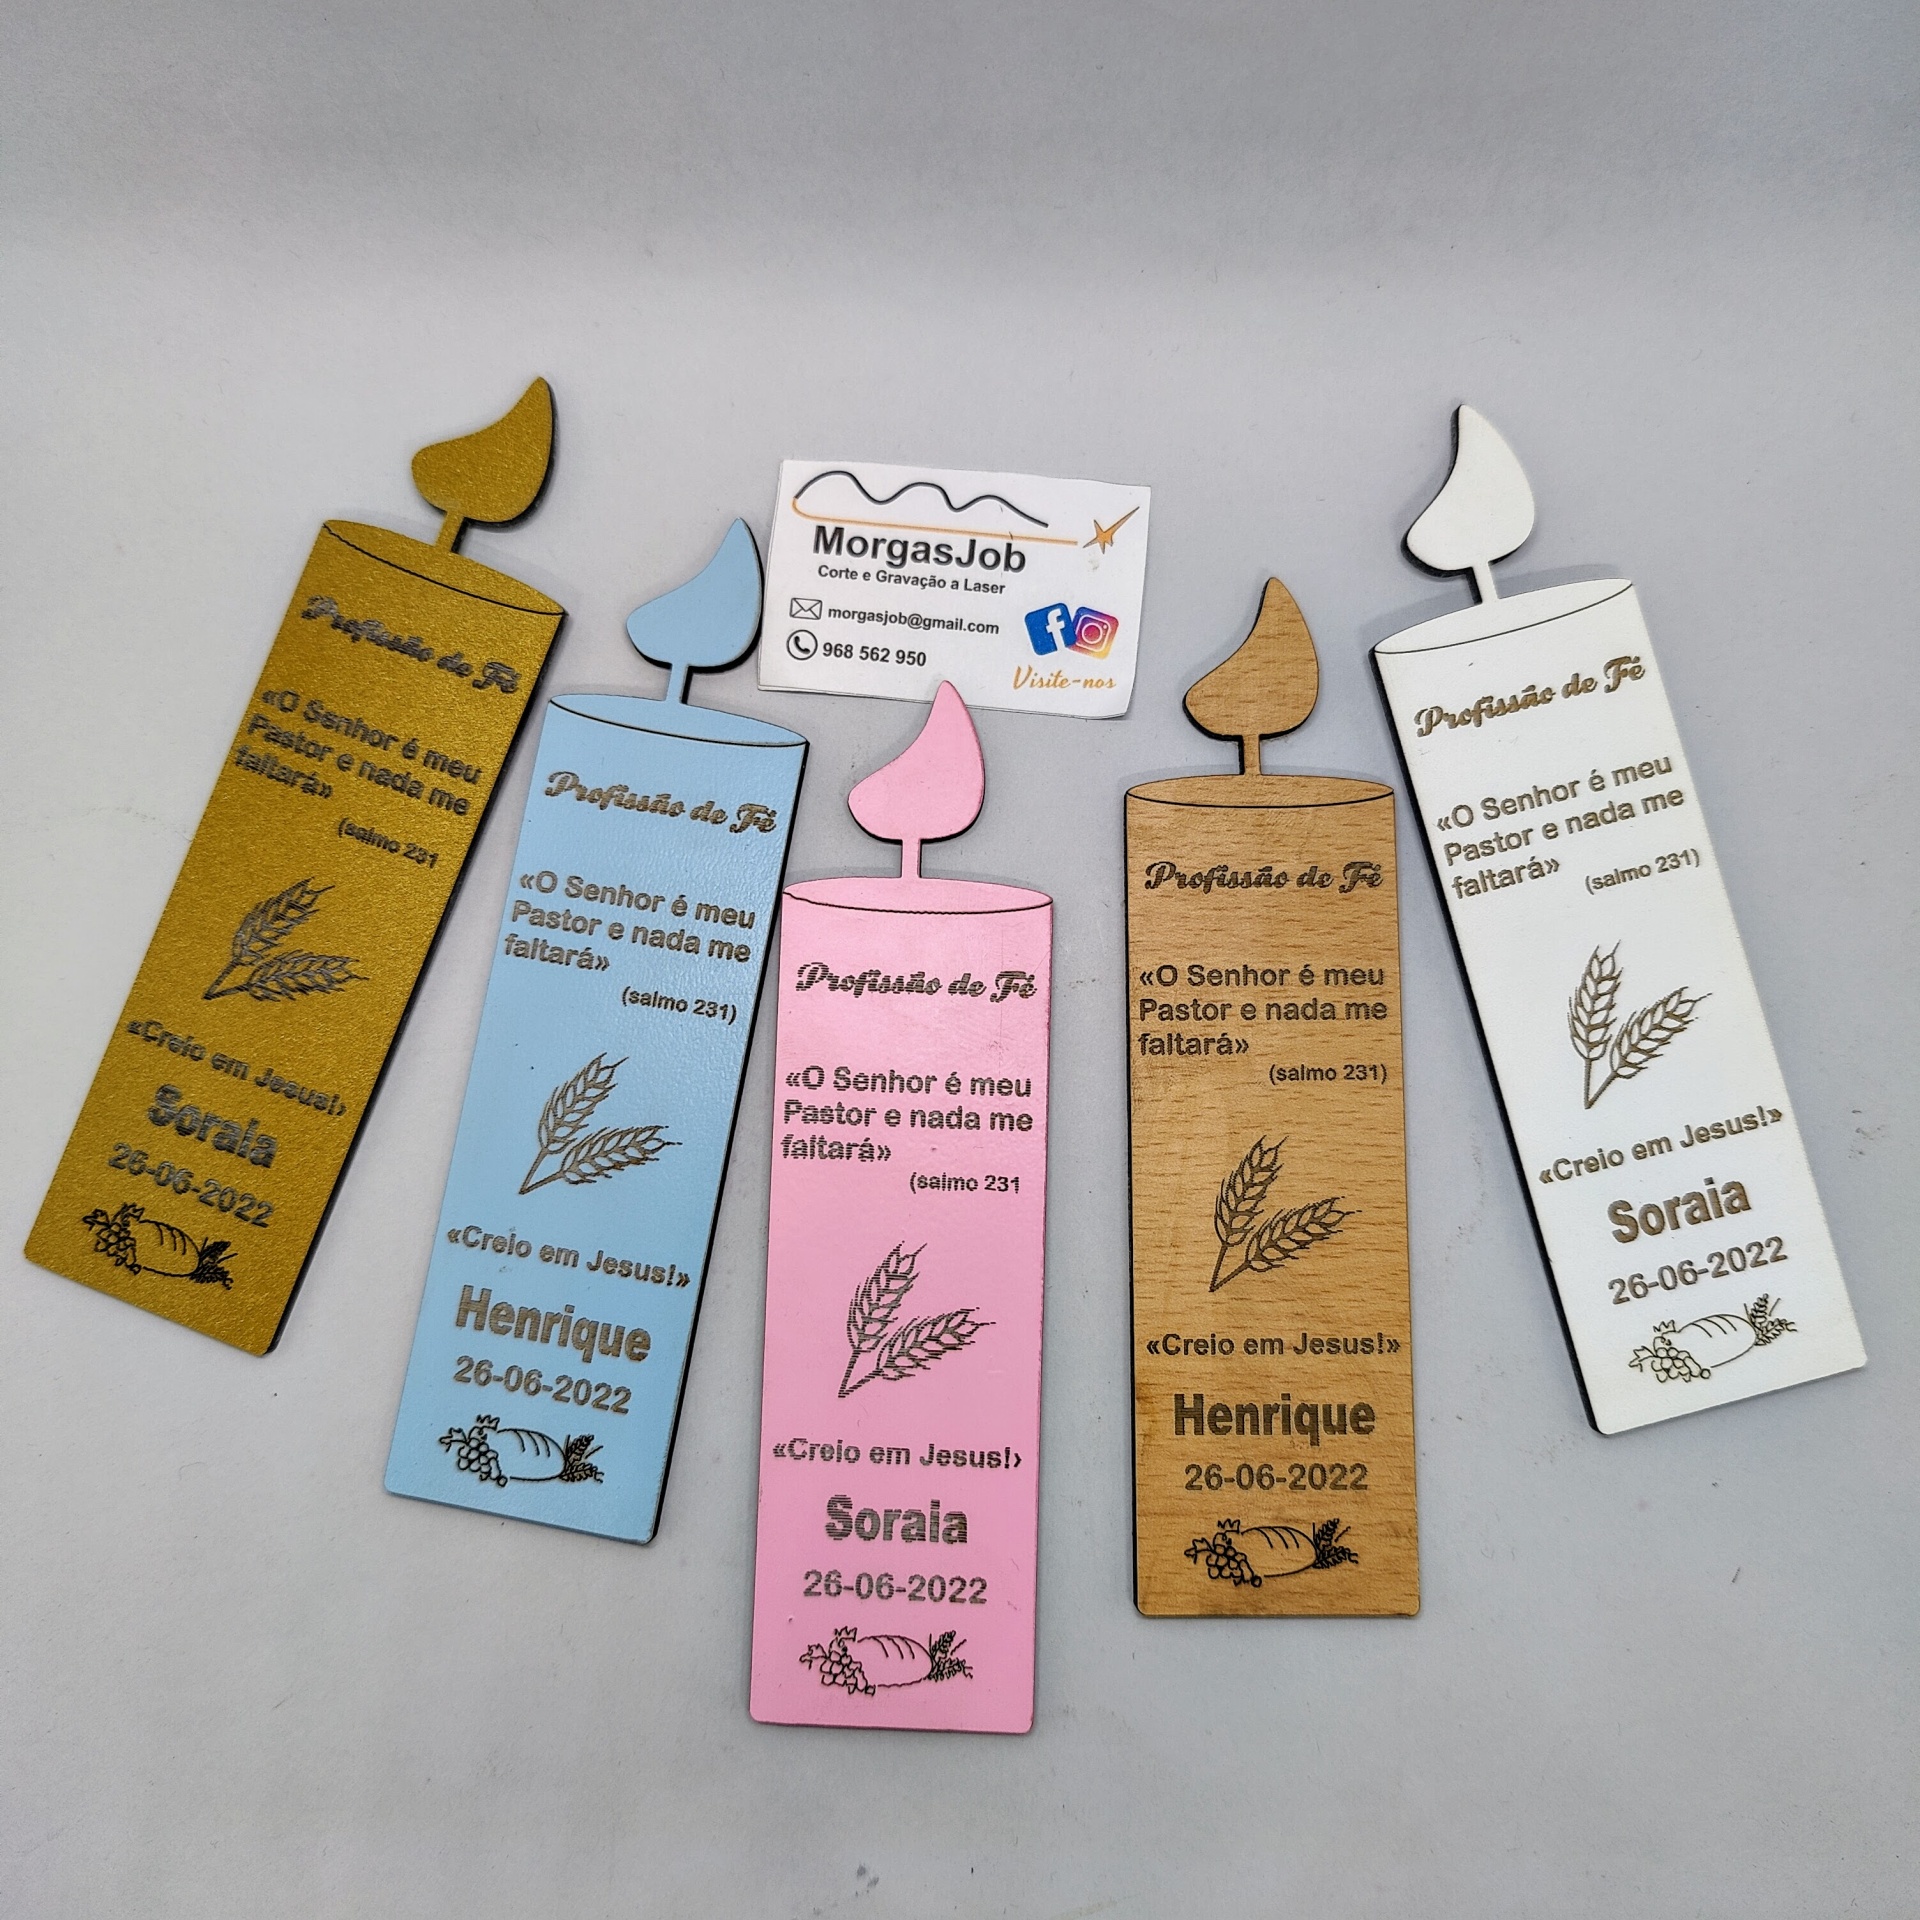 MorgasJob
Corte e Gravação a Laser
morgasjob@gmail.com
968 562 950
Visite-nos
Profissão de Fé
«O Senhor é meu
Pastor e nada me
faltará»
(salmo 231
«Creio em Jesus!›
Soraia
26-06-2022
Profissão de Fé
«O Senhor é meu
Pastor e nada me
faltará»
(salmo 231)
«Creio em Jesus!»
Henrique
26-06-2022
Profissão de Fé
«O Senhor é meu
Pastor e nada me
faltará»
(salmo 231
«Creio em Jesus!›
Soraia
26-06-2022
Profissão de Fé
«O Senhor é meu
Pastor e nada me
faltará»
(salmo 231)
«Creio em Jesus!»
Henrique
26-06-2022
Profissão de Fé
«O Senhor é meu
Pastor e nada me
faltará»
(salmo 231)
«Creio em Jesus!»
Soraia
26-06-2022